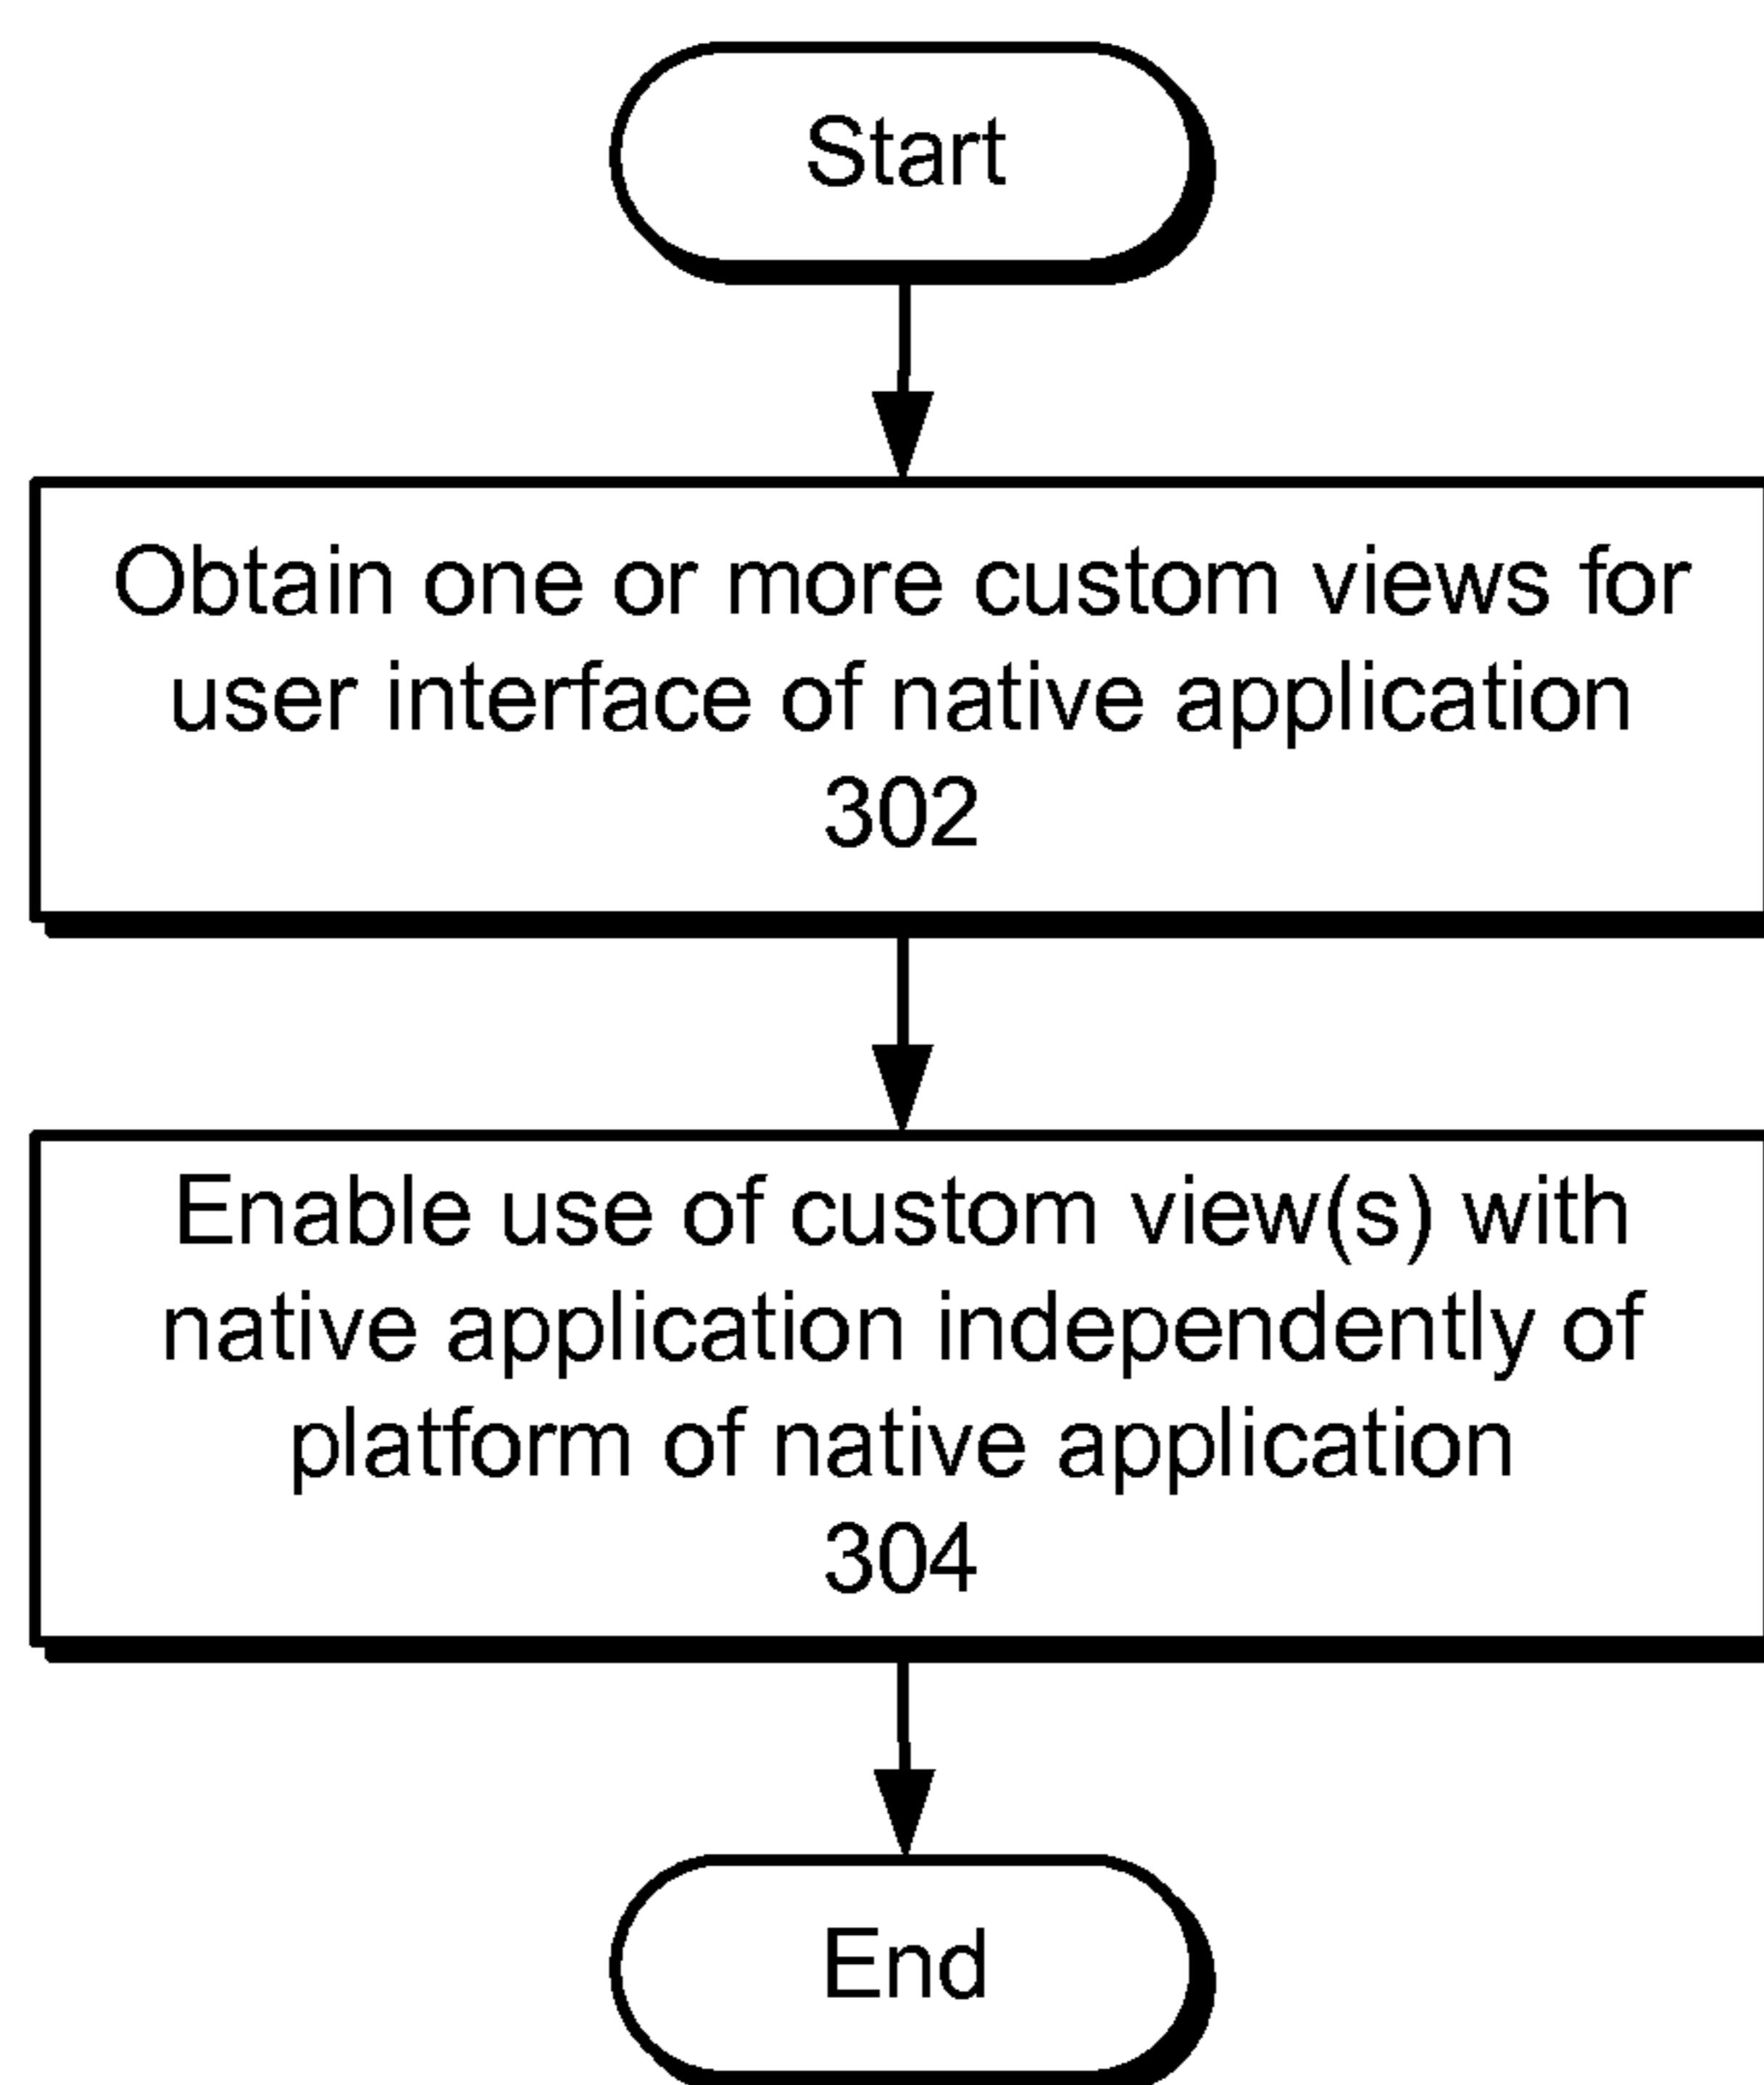 Start
Obtain one or more custom views for
user interface of native application
302
Enable use of custom view(s) with
native application independently of
platform of native application
304
End